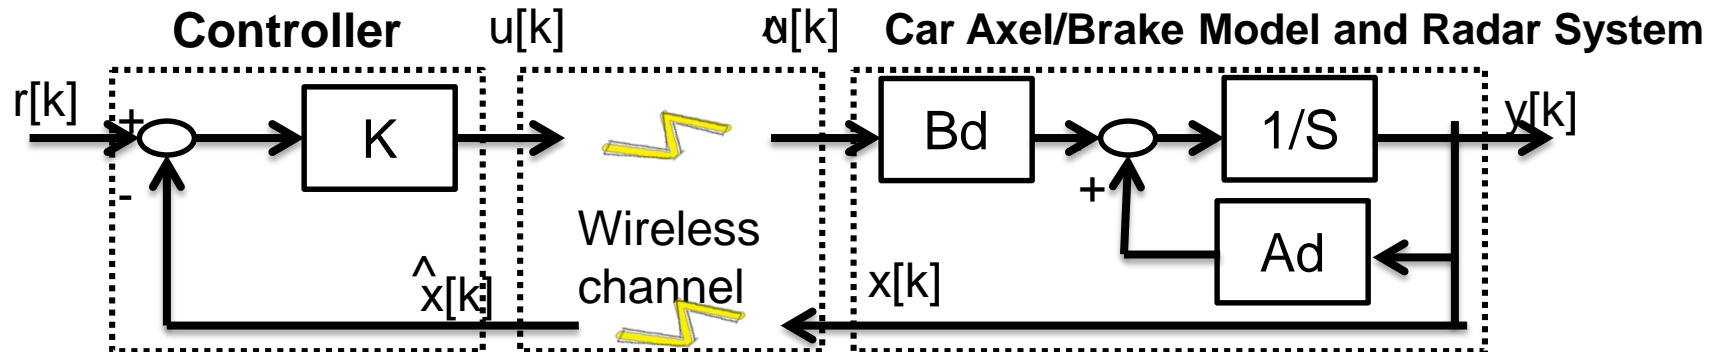 Controller
u[k]
^u[k]
Car Axel/Brake Model and Radar System
r[k]
+
K
Bd
1/S
y[k]
-
+
Wireless
channel
Ad
^
x[k]
x[k]